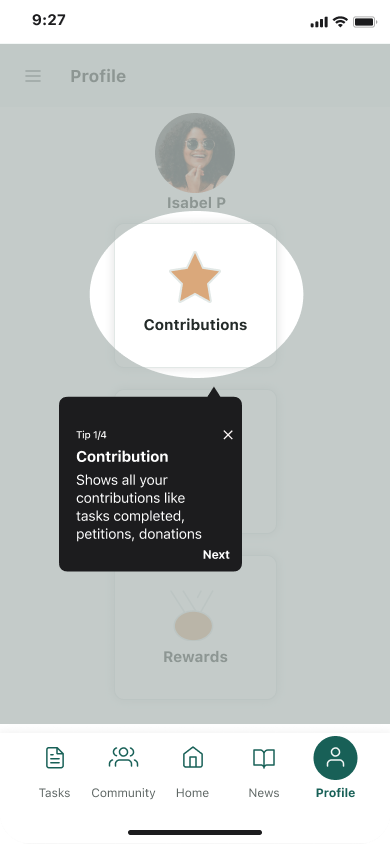 9:27
Profile
Isabel P
Contributions
Tip 1/4
Contribution
Shows all your
contributions like
tasks completed,
petitions, donations
Next
Rewards
Tasks
Community
Home
News
Profile